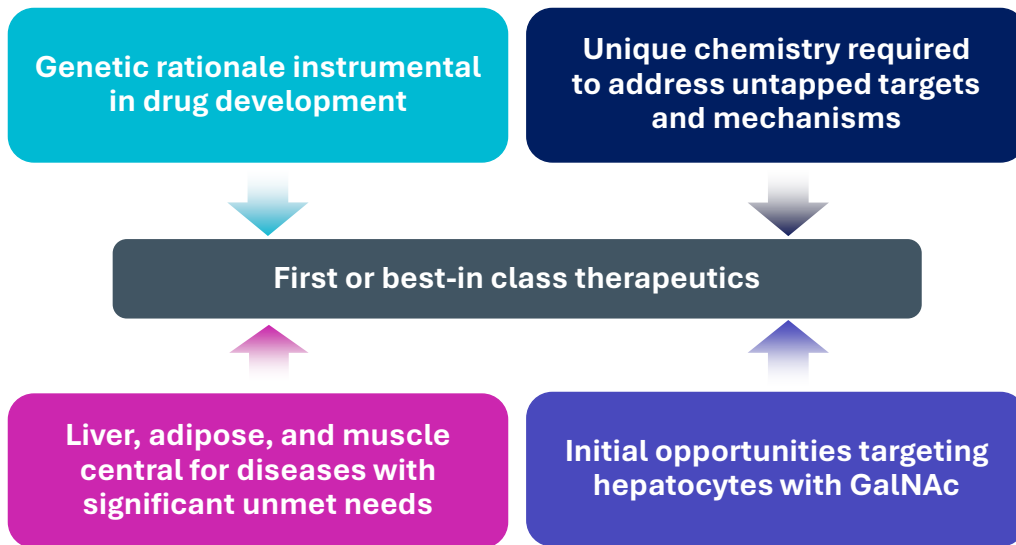 Genetic rationale instrumental
in drug development
Unique chemistry required
to address untapped targets
and mechanisms
First or best-in class therapeutics
Liver, adipose, and muscle
central for diseases with
significant unmet needs
Initial opportunities targeting
hepatocytes with GalNAc